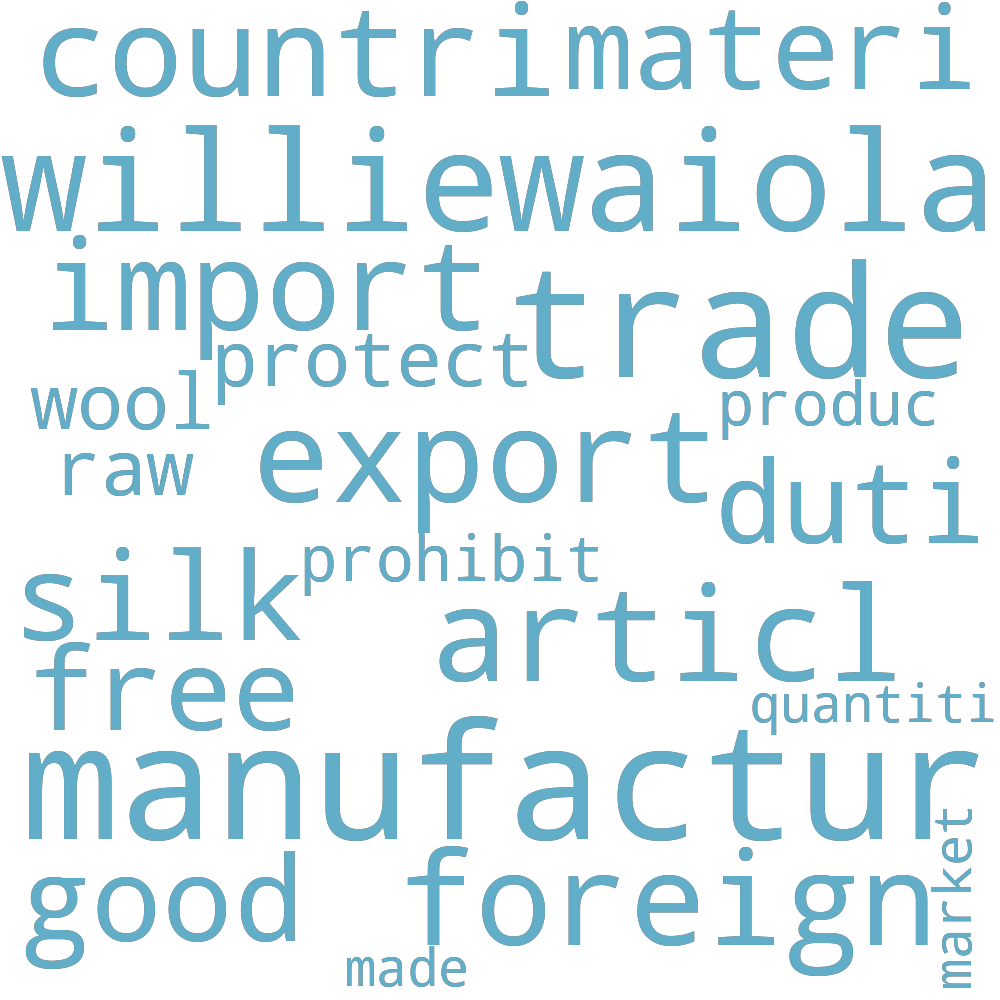 countri materi
williewaiola
import trade
protect
wool produc
raw export
duti
prohibit
silk articl
free
quantiti
manufactur
market
good foreign
made